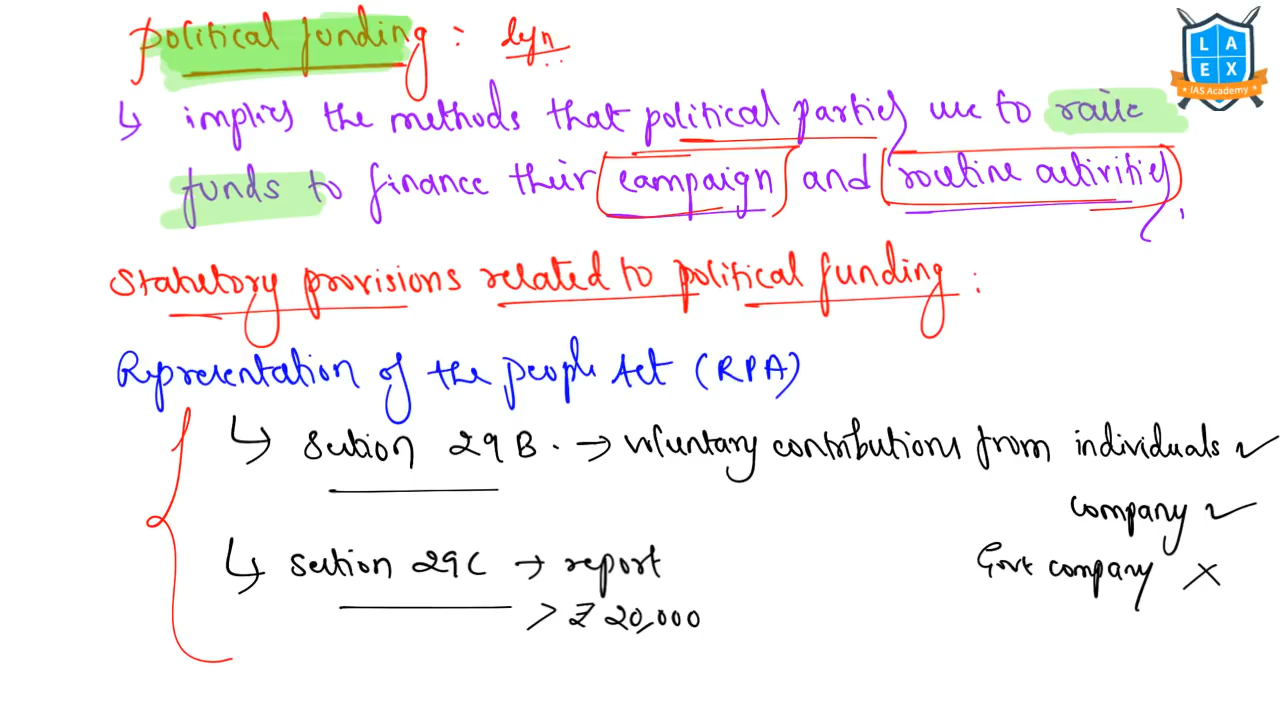 Political funding :
L A
E X
IAS Academy
implies the methods that political parties use to raise
funds to finance their campaign and routine activities.
Statutory provisions related to political funding :
Representation of the people Act (RPA)
Section 29B. → voluntary contributions from individuals ✓
company ✓
Govt company ✗
Section 29C → report
> ₹ 20,000